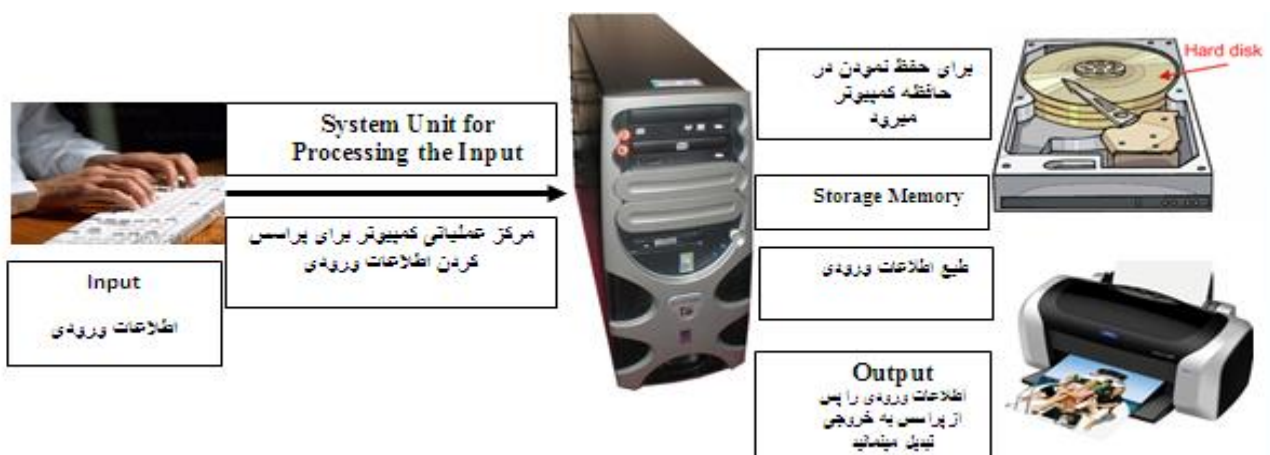 Input
اطلاعات ورودی
System Unit for
Processing the Input
مرکز عملیاتی کمپیوتر برای پراسس
کردن اطلاعات ورودی
برای حفظ نمودن در
حافظه کمپیوتر
میرود
Hard disk
Storage Memory
طبع اطلاعات ورودی
Output
اطلاعات ورودی را پس
از پراسس به خروجی
تبدیل مینمائید